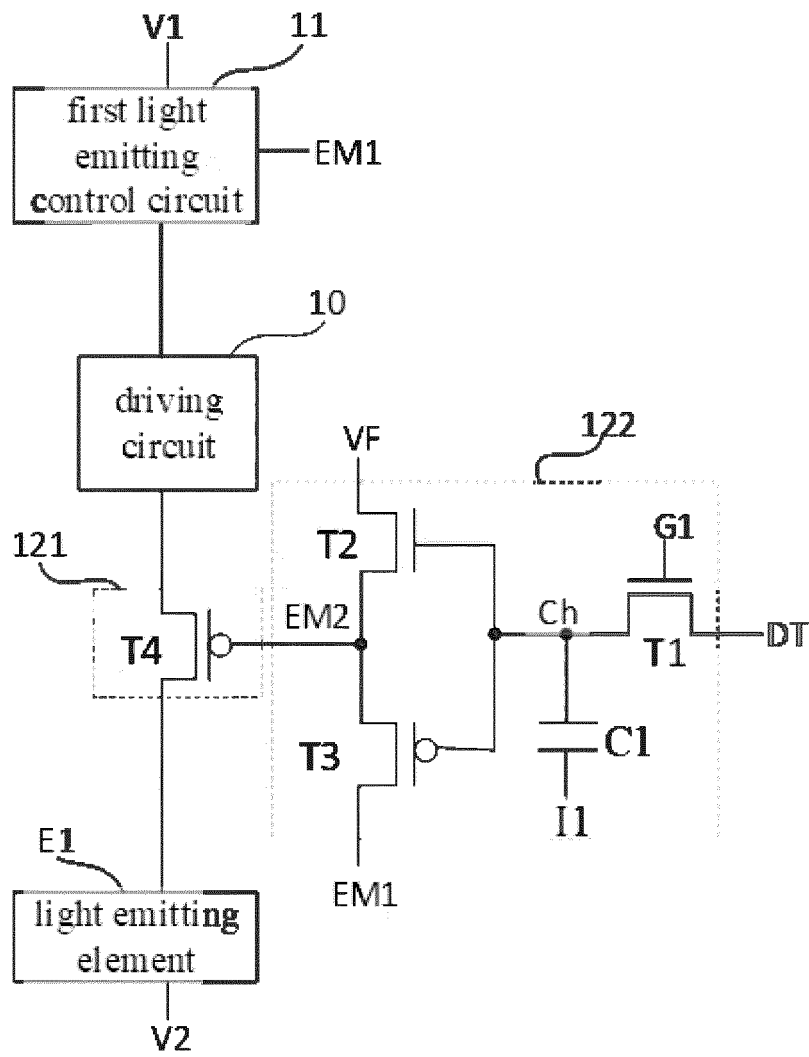 V1
11
first light
emitting
control circuit
EM1
10
driving
circuit
VF
122
G1
T2
121
EM2
Ch
T4
T1
DT
T3
C1
I1
E1
EM1
light emitting
element
V2